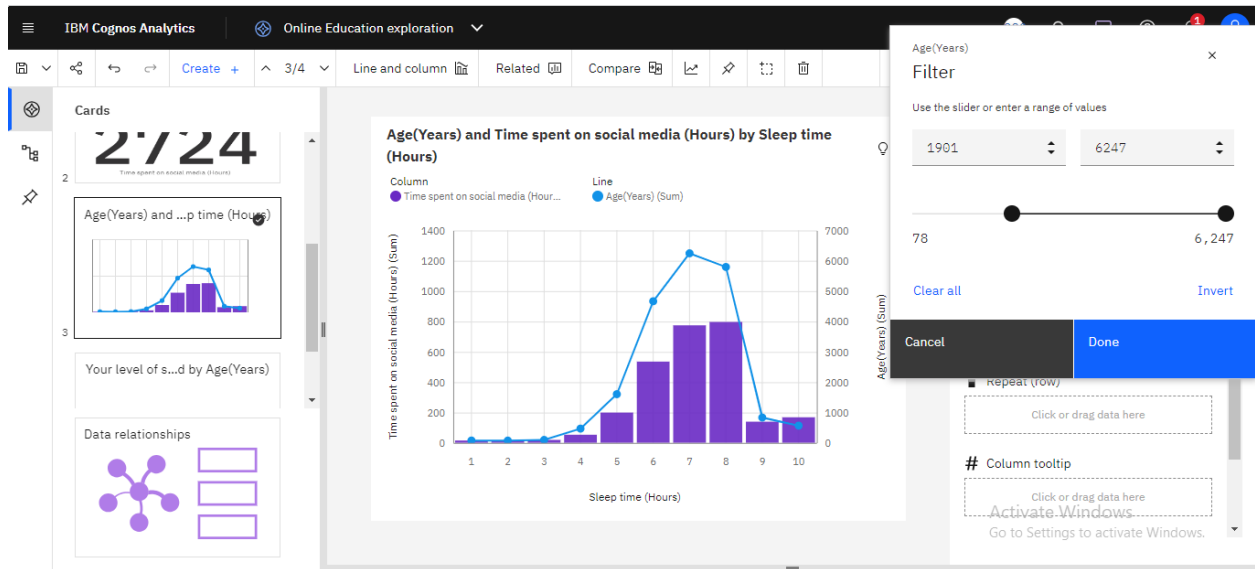 IBM Cognos Analytics
Online Education exploration
1
Create +
3/4
Line and column
Related
Compare
Cards
2724
Time spent on social media (Hours)
2
Age(Years) and ...p time (Hours)
3
Your level of s...d by Age(Years)
Data relationships
Age(Years) and Time spent on social media (Hours) by Sleep time
(Hours)
Column
Time spent on social media (Hour...
Line
Age(Years) (Sum)
Time spent on social media (Hours) (Sum)
1400
1200
1000
800
600
400
200
0
7000
6000
5000
4000
3000
2000
1000
0
Age(Years) (Sum)
1 2 3 4 5 6 7 8 9 10
Sleep time (Hours)
Age(Years)
Filter
Use the slider or enter a range of values
1901
6247
78
6,247
Clear all
Invert
Cancel
Done
Repeat (row)
Click or drag data here
# Column tooltip
Click or drag data here
Activate Windows
Go to Settings to activate Windows.